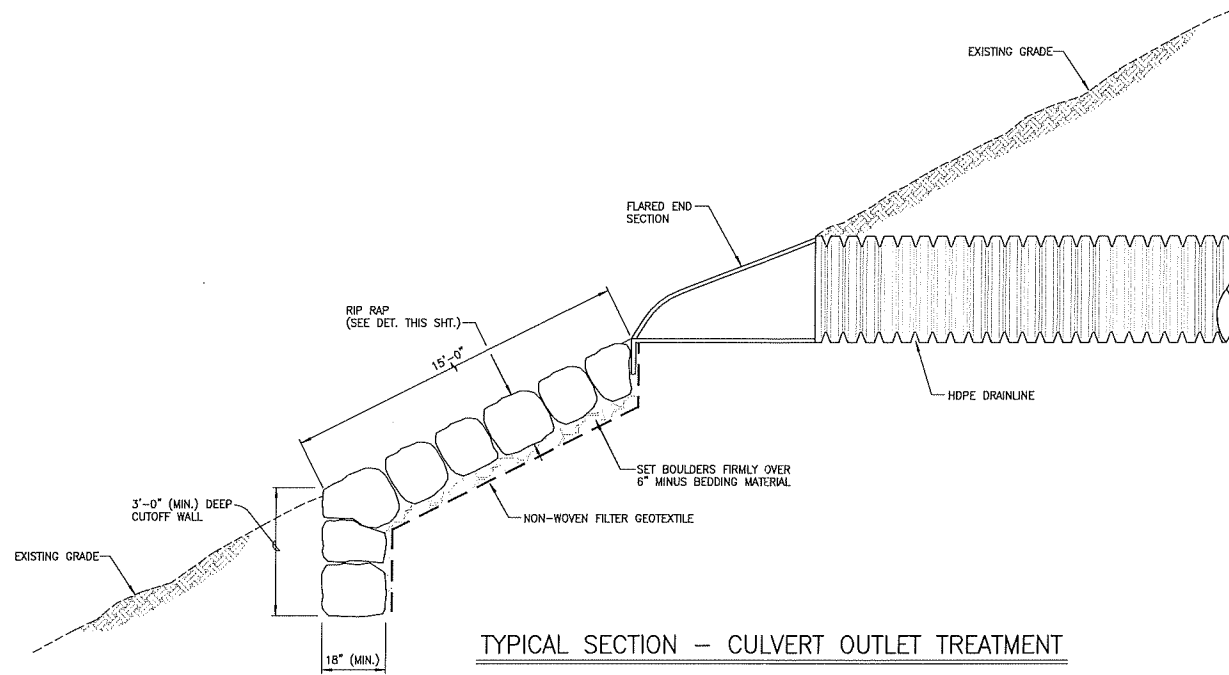 EXISTING GRADE
FLARED END
SECTION
RIP RAP
(SEE DET. THIS SHT.)
15'-0"
HDPE DRAINLINE
SET BOULDERS FIRMLY OVER
6" MINUS BEDDING MATERIAL
3'-0" (MIN.) DEEP
CUTOFF WALL
NON-WOVEN FILTER GEOTEXTILE
EXISTING GRADE
18" (MIN.)
TYPICAL SECTION - CULVERT OUTLET TREATMENT